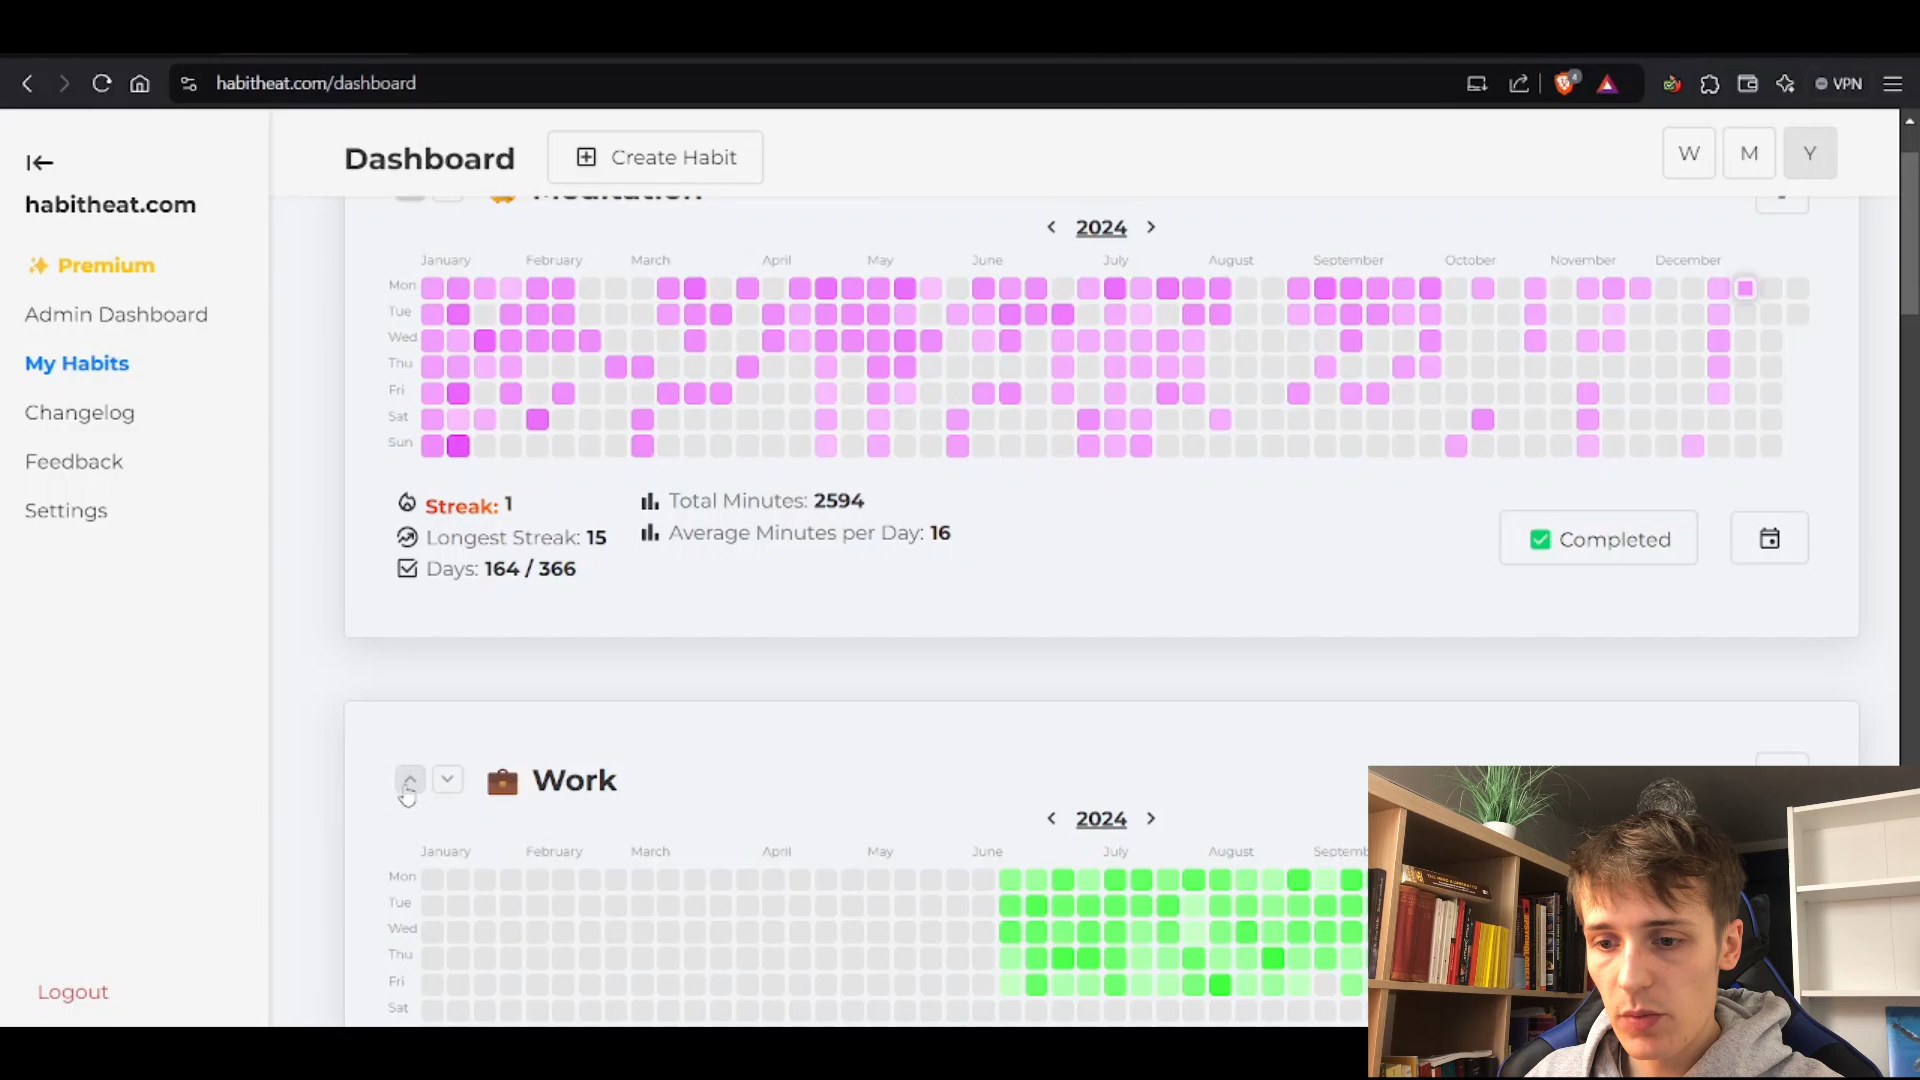 habitheat.com/dashboard
4
VPN
habitheat.com
Premium
Admin Dashboard
My Habits
Changelog
Feedback
Settings
Logout
Dashboard
Create Habit
W
M
Y
Meditation
2024
January
February
March
April
May
June
July
August
September
October
November
December
Mon
Tue
Wed
Thu
Fri
Sat
Sun
Streak: 1
Longest Streak: 15
Days: 164 / 366
Total Minutes: 2594
Average Minutes per Day: 16
Completed
Work
2024
January
February
March
April
May
June
July
August
Septemb
Mon
Tue
Wed
Thu
Fri
Sat